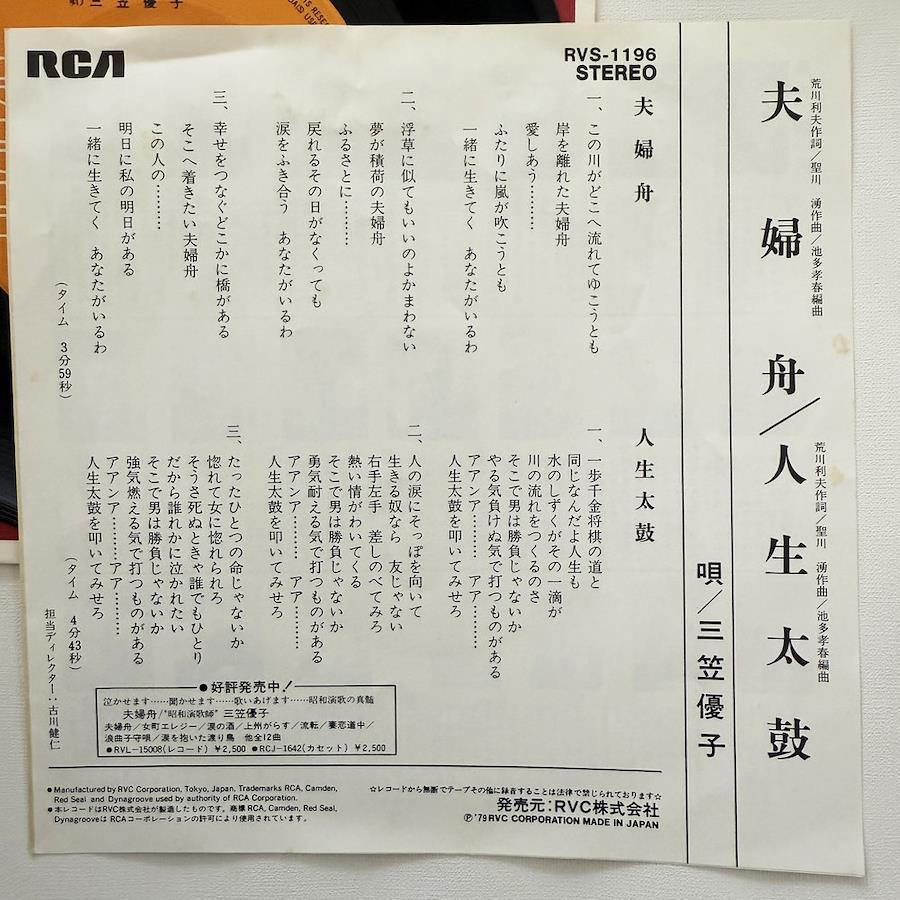 三笠優子
RCA
RVS-1196
STEREO
夫婦舟／人生太鼓
荒川利夫作詞／聖川 湧作曲／池多孝春編曲
荒川利夫作詞／聖川 湧作曲／池多孝春編曲
唄／三笠優子
夫婦舟
一、この川がどこへ流れてゆこうとも
岸を離れた夫婦舟
愛しあう…………
ふたりに嵐が吹こうとも
一緒に生きてく あなたがいるわ
二、浮草に似てもいいのよかまわない
夢が積荷の夫婦舟
ふるさとに…………
戻れるその日がなくっても
涙をふき合う あなたがいるわ
三、幸せをつなぐどこかに橋がある
そこへ着きたい夫婦舟
この人の…………
明日に私の明日がある
一緒に生きてく あなたがいるわ
（タイム 3分59秒）
人生太鼓
一、一歩千金将棋の道と
同じなんだよ人生も
水のしずくがその一滴が
川の流れをつくるのさ
そこで男は勝負じゃないか
やる気負けぬ気で打つものがある
アアンア……… アア………
人生太鼓を叩いてみせろ
二、人の涙にそっぽを向いて
生きる奴なら 友じゃない
右手左手 差しのべてみろ
熱い情がわいてくる
そこで男は勝負じゃないか
勇気耐える気で打つものがある
アアンア……… アア………
人生太鼓を叩いてみせろ
三、たったひとつの命じゃないか
惚れて女に惚れられろ
そうさ死ぬときゃ誰でもひとり
だから誰れかに泣かれたい
そこで男は勝負じゃないか
強気燃える気で打つものがある
アアンア……… アア………
人生太鼓を叩いてみせろ
（タイム 4分43秒）
担当ディレクター：古川健仁
●好評発売中！
泣かせます……聞かせます……歌いあげます……昭和演歌の真髄
夫婦舟／"昭和演歌師"三笠優子
夫婦舟／女町エレジー／涙の酒／上州がらす／流転／妻恋道中／
浪曲子守唄／涙を抱いた渡り鳥 他全12曲
●RVL-15008(レコード) ¥2,500 ●RCJ-1642(カセット) ¥2,500
●Manufactured by RVC Corporation, Tokyo, Japan, Trademarks RCA, Camden,
Red Seal and Dynagroove used by authority of RCA Corporation.
●本レコードはRVC株式会社が製造したものです。商標 RCA, Camden, Red Seal,
Dynagrooveは RCAコーポレーションの許可により使用されています。
☆レコードから無断でテープその他に録音することは法律で禁じられております☆
発売元：RVC株式会社
Ⓟ'79 RVC CORPORATION MADE IN JAPAN